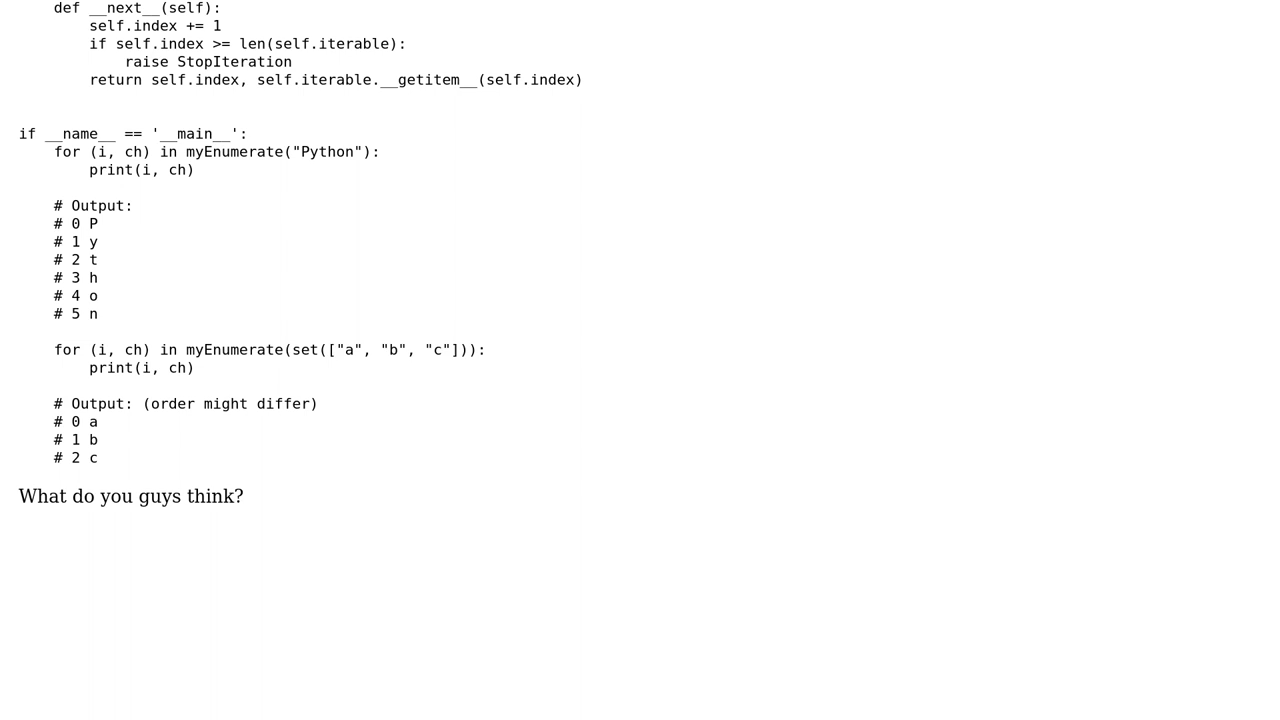 def __next__(self):
        self.index += 1
        if self.index >= len(self.iterable):
            raise StopIteration
        return self.index, self.iterable.__getitem__(self.index)


if __name__ == '__main__':
    for (i, ch) in myEnumerate("Python"):
        print(i, ch)

    # Output:
    # 0 P
    # 1 y
    # 2 t
    # 3 h
    # 4 o
    # 5 n

    for (i, ch) in myEnumerate(set(["a", "b", "c"])):
        print(i, ch)

    # Output: (order might differ)
    # 0 a
    # 1 b
    # 2 c

What do you guys think?